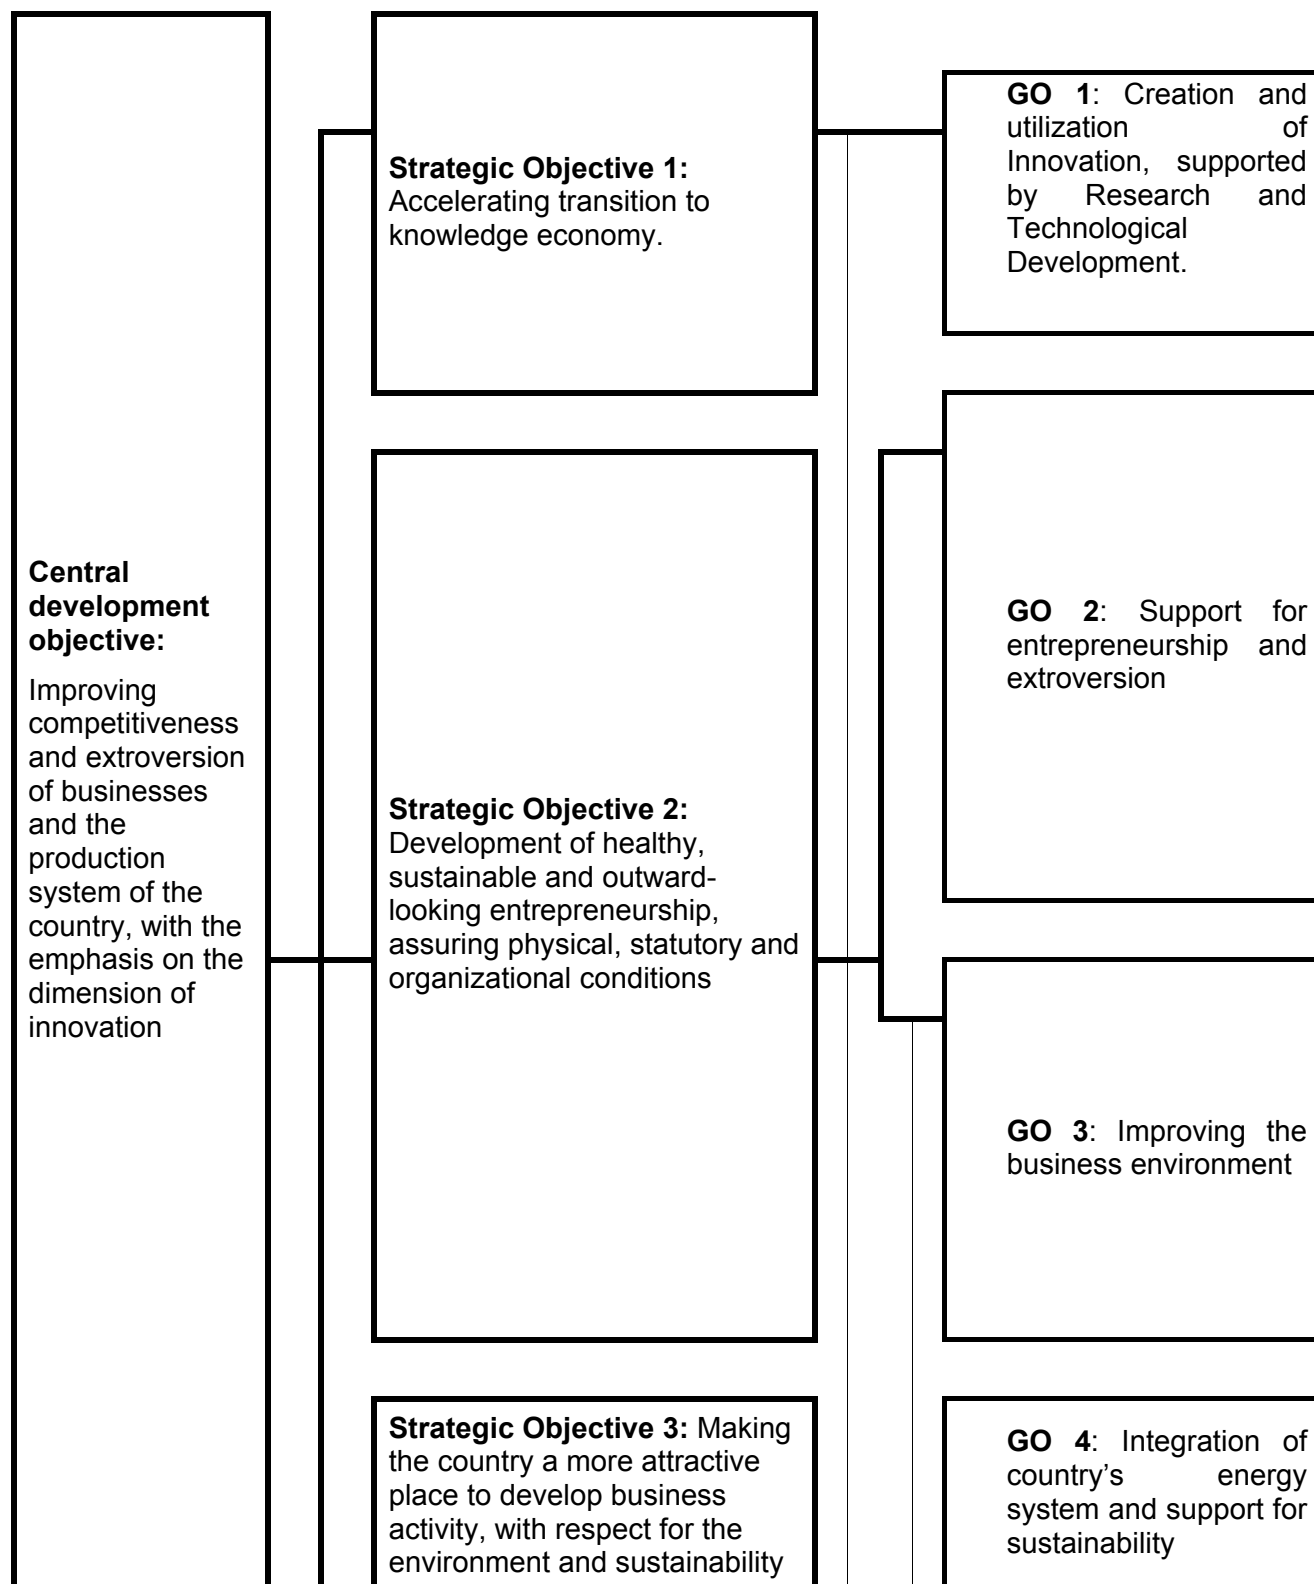 Central
development
objective:
Improving
competitiveness
and extroversion
of businesses
and the
production
system of the
country, with the
emphasis on the
dimension of
innovation
Strategic Objective 1:
Accelerating transition to
knowledge economy.
Strategic Objective 2:
Development of healthy,
sustainable and outward-
looking entrepreneurship,
assuring physical, statutory and
organizational conditions
Strategic Objective 3: Making
the country a more attractive
place to develop business
activity, with respect for the
environment and sustainability
GO 1: Creation and
utilization of
Innovation, supported
by Research and
Technological
Development.
GO 2: Support for
entrepreneurship and
extroversion
GO 3: Improving the
business environment
GO 4: Integration of
country’s energy
system and support for
sustainability